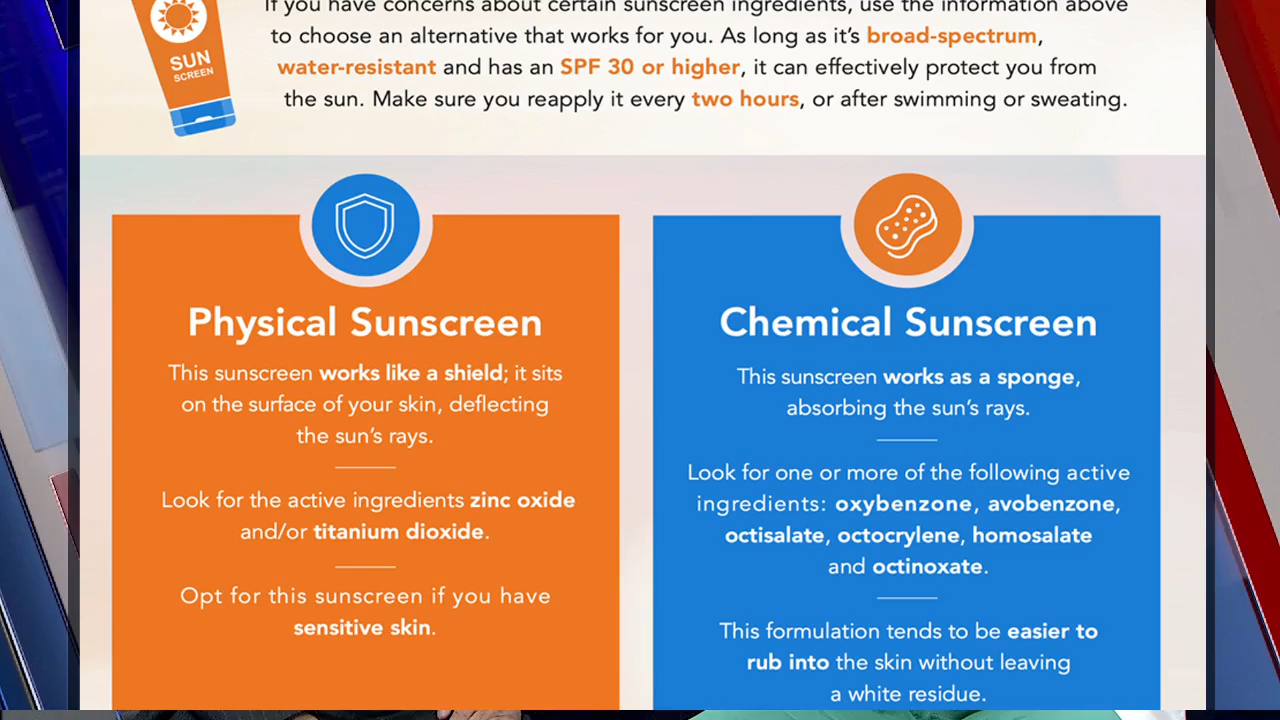 If you have concerns about certain sunscreen ingredients, use the information above
to choose an alternative that works for you. As long as it’s broad-spectrum,
water-resistant and has an SPF 30 or higher, it can effectively protect you from
the sun. Make sure you reapply it every two hours, or after swimming or sweating.
SUN
SCREEN
Physical Sunscreen
This sunscreen works like a shield; it sits
on the surface of your skin, deflecting
the sun’s rays.
Look for the active ingredients zinc oxide
and/or titanium dioxide.
Opt for this sunscreen if you have
sensitive skin.
Chemical Sunscreen
This sunscreen works as a sponge,
absorbing the sun’s rays.
Look for one or more of the following active
ingredients: oxybenzone, avobenzone,
octisalate, octocrylene, homosalate
and octinoxate.
This formulation tends to be easier to
rub into the skin without leaving
a white residue.